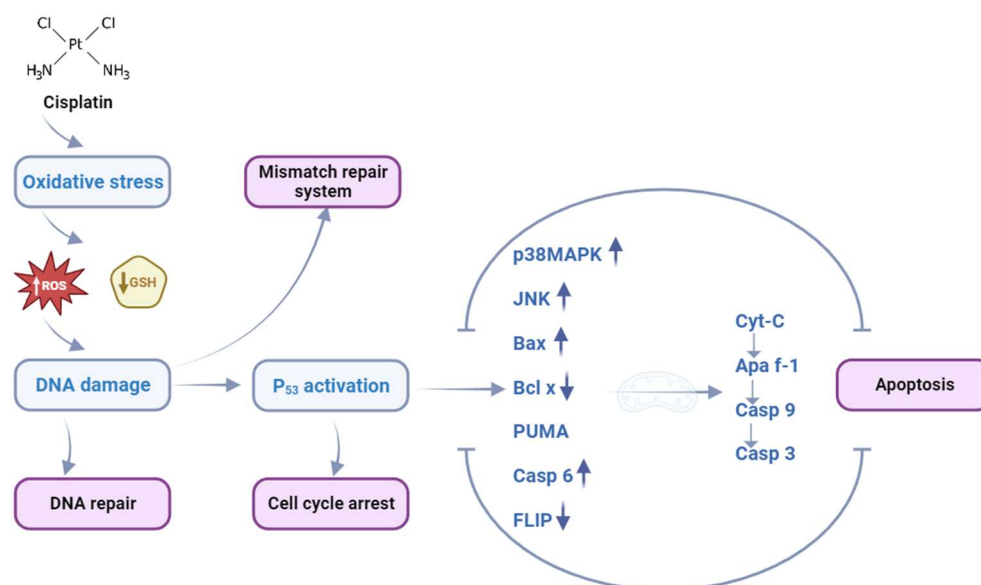 Cl Cl
Pt
H₃N NH₃
Cisplatin
Oxidative stress
Mismatch repair
system
ROS
GSH
DNA damage
P₅₃ activation
DNA repair
Cell cycle arrest
p38MAPK
JNK
Bax
Bcl x
PUMA
Casp 6
FLIP
Cyt-C
Apa f-1
Casp 9
Casp 3
Apoptosis